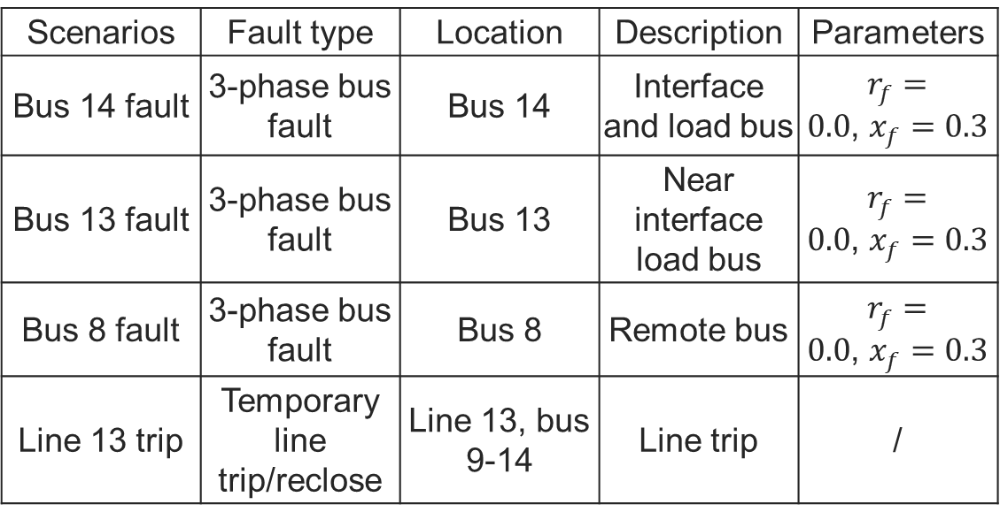 Scenarios Fault type Location Description Parameters
Bus 14 fault 3-phase bus fault Bus 14 Interface and load bus r_f = 0.0, x_f = 0.3
Bus 13 fault 3-phase bus fault Bus 13 Near interface load bus r_f = 0.0, x_f = 0.3
Bus 8 fault 3-phase bus fault Bus 8 Remote bus r_f = 0.0, x_f = 0.3
Line 13 trip Temporary line trip/reclose Line 13, bus 9-14 Line trip /